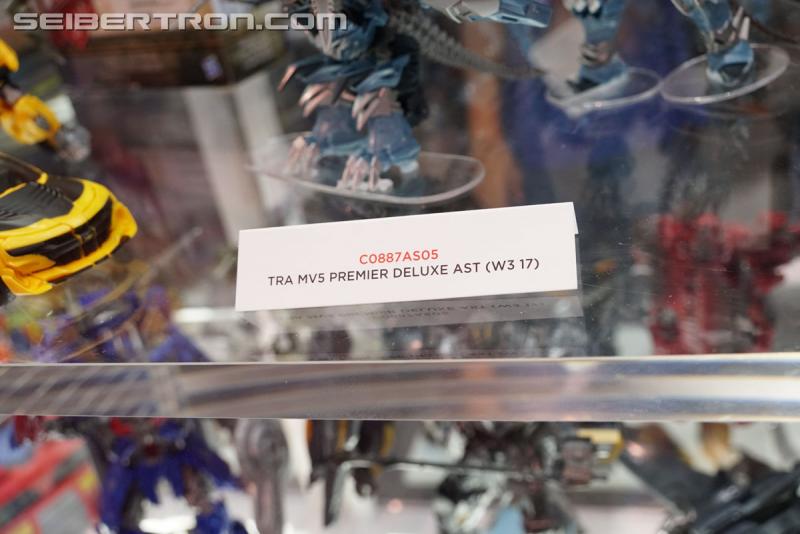 SEIBERTRON.COM
C0887AS05
TRA MV5 PREMIER DELUXE AST (W3 17)